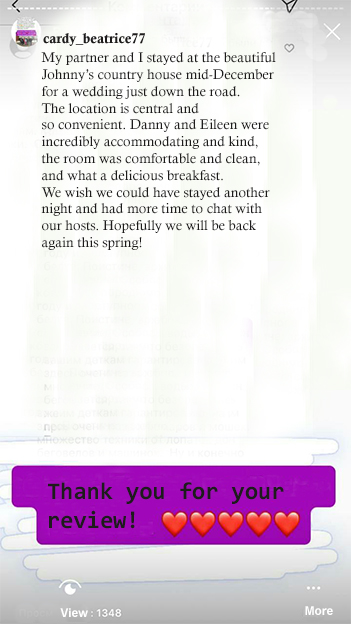 cardy_beatrice77
My partner and I stayed at the beautiful
Johnny's country house mid-December
for a wedding just down the road.
The location is central and
so convenient. Danny and Eileen were
incredibly accommodating and kind,
the room was comfortable and clean,
and what a delicious breakfast.
We wish we could have stayed another
night and had more time to chat with
our hosts. Hopefully we will be back
again this spring!
Thank you for your
review! ❤️❤️❤️❤️❤️
View : 1348
More